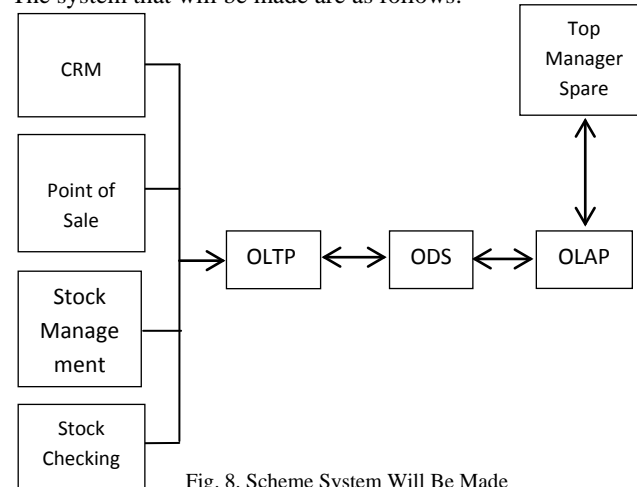 The system that will be made are as follows:
CRM
Point of
Sale
Stock
Manage
ment
Stock
Checking
OLTP
ODS
OLAP
Top
Manager
Spare
Fig. 8. Scheme System Will Be Made